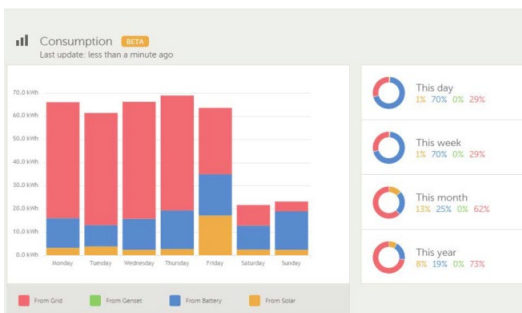 Consumption BETA
Last update: less than a minute ago
70.0 kWh
60.0 kWh
50.0 kWh
40.0 kWh
30.0 kWh
20.0 kWh
10.0 kWh
0.0 kWh
Monday Tuesday Wednesday Thursday Friday Saturday Sunday
From Grid From Genset From Battery From Solar
This day
1% 70% 0% 29%
This week
1% 70% 0% 29%
This month
13% 25% 0% 62%
This year
8% 19% 0% 73%